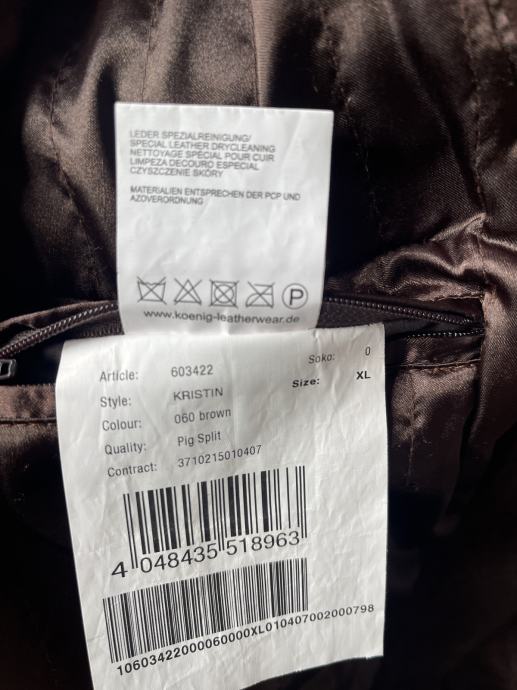 LEDER SPEZIALREINIGUNG/
SPECIAL LEATHER DRYCLEANING
NETTOYAGE SPÉCIAL POUR CUIR
LIMPEZA DECOURO ESPECIAL
CZYSZCZENIE SKÓRY
MATERIALIEN ENTSPRECHEN DER PCP UND
AZOVERORDNUNG
P
www.koenig-leatherwear.de
Article: 603422 Soko: 0
Style: KRISTIN Size: XL
Colour: 060 brown
Quality: Pig Split
Contract: 3710215010407
4 048435 518963
10603422000060000XL010407002000798